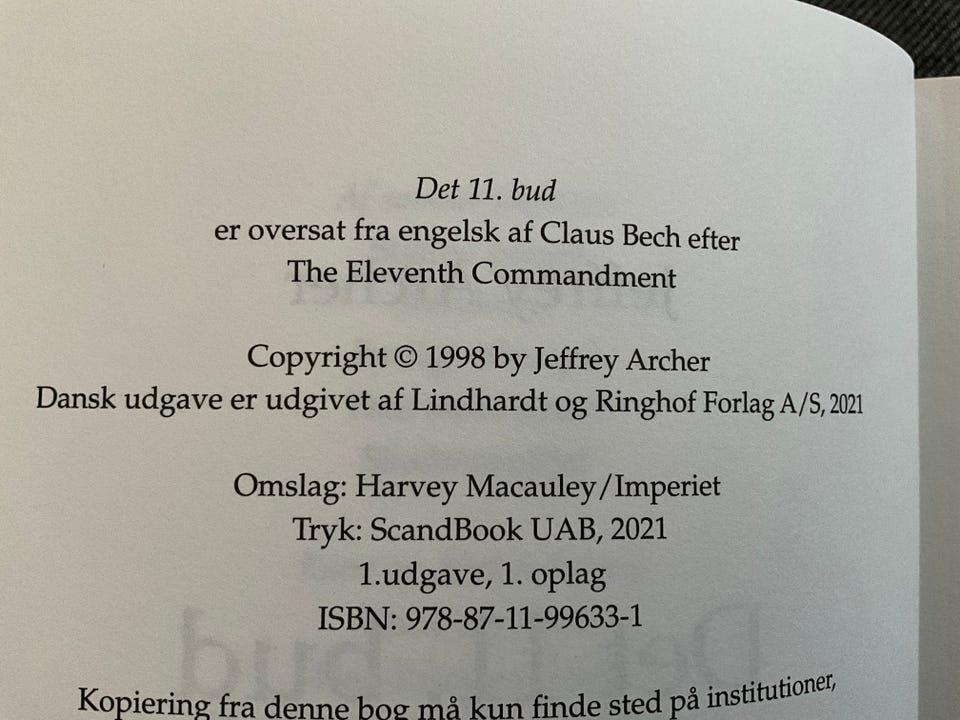 Det 11. bud
er oversat fra engelsk af Claus Bech efter
The Eleventh Commandment
Copyright © 1998 by Jeffrey Archer
Dansk udgave er udgivet af Lindhardt og Ringhof Forlag A/S, 2021
Omslag: Harvey Macauley/Imperiet
Tryk: ScandBook UAB, 2021
1.udgave, 1. oplag
ISBN: 978-87-11-99633-1
Kopiering fra denne bog må kun finde sted på institutioner,